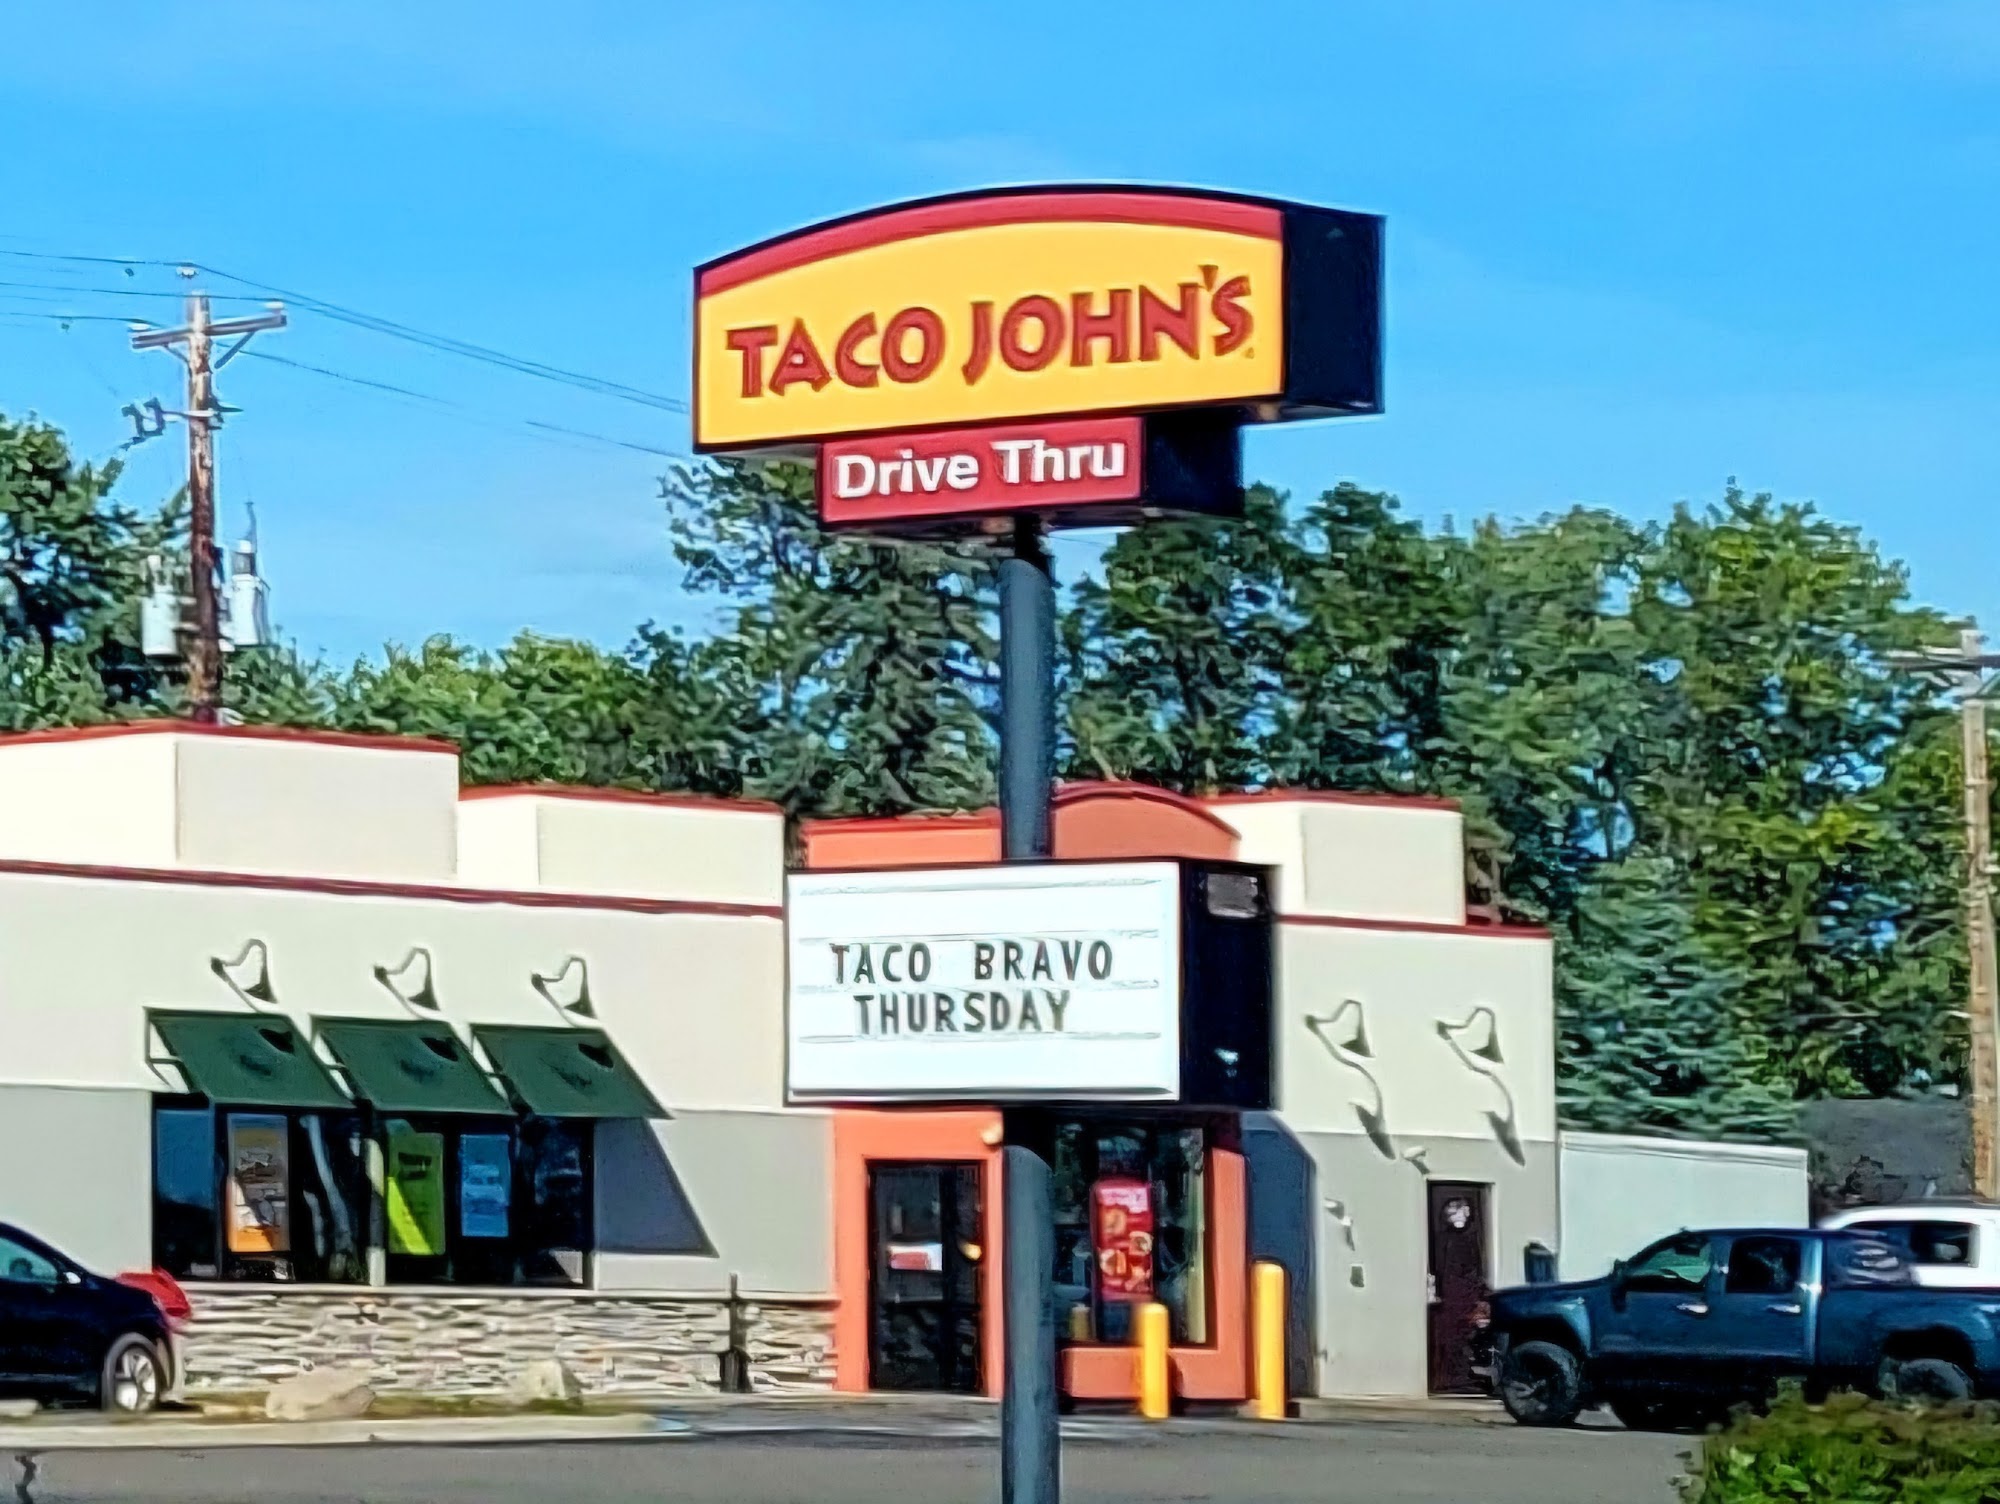 TACO JOHN'S
Drive Thru
TACO BRAVO
THURSDAY